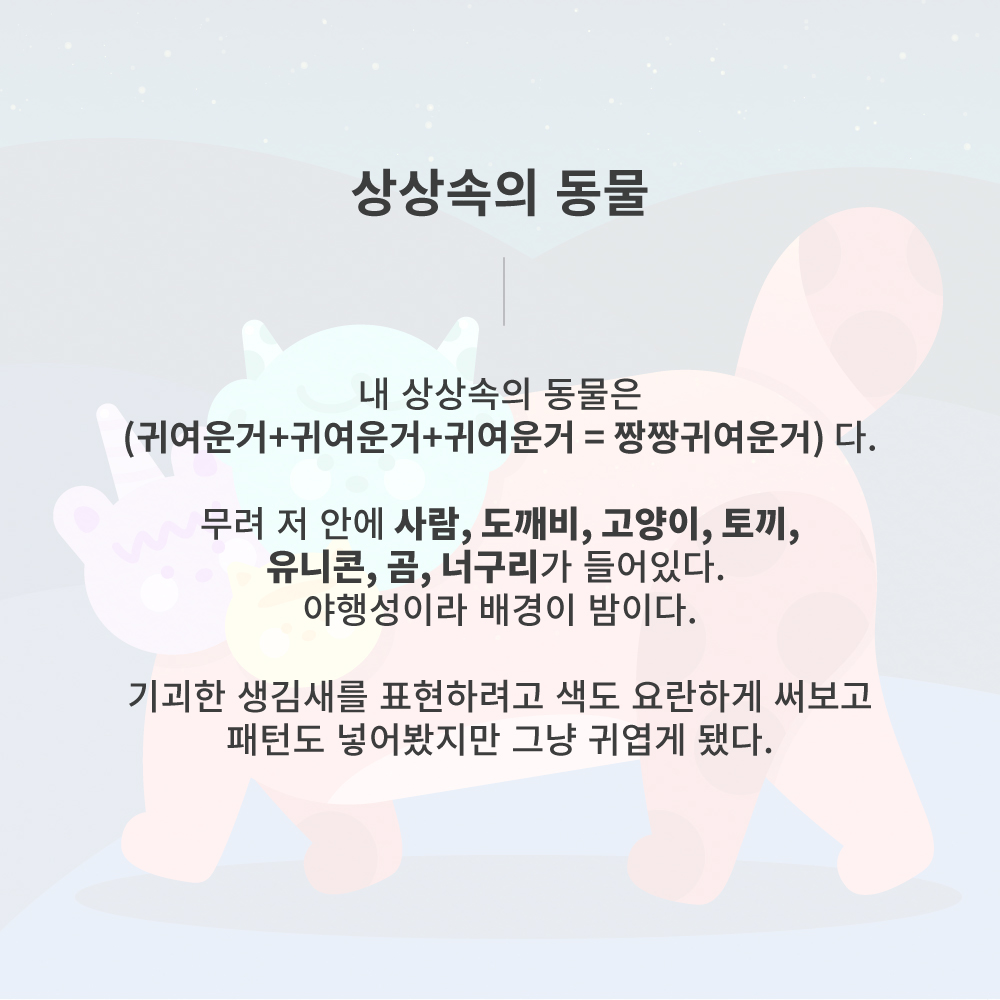 상상속의 동물
내 상상속의 동물은
(귀여운거+귀여운거+귀여운거 = 짱짱귀여운거) 다.
무려 저 안에 사람, 도깨비, 고양이, 토끼,
유니콘, 곰, 너구리가 들어있다.
야행성이라 배경이 밤이다.
기괴한 생김새를 표현하려고 색도 요란하게 써보고
패턴도 넣어봤지만 그냥 귀엽게 됐다.